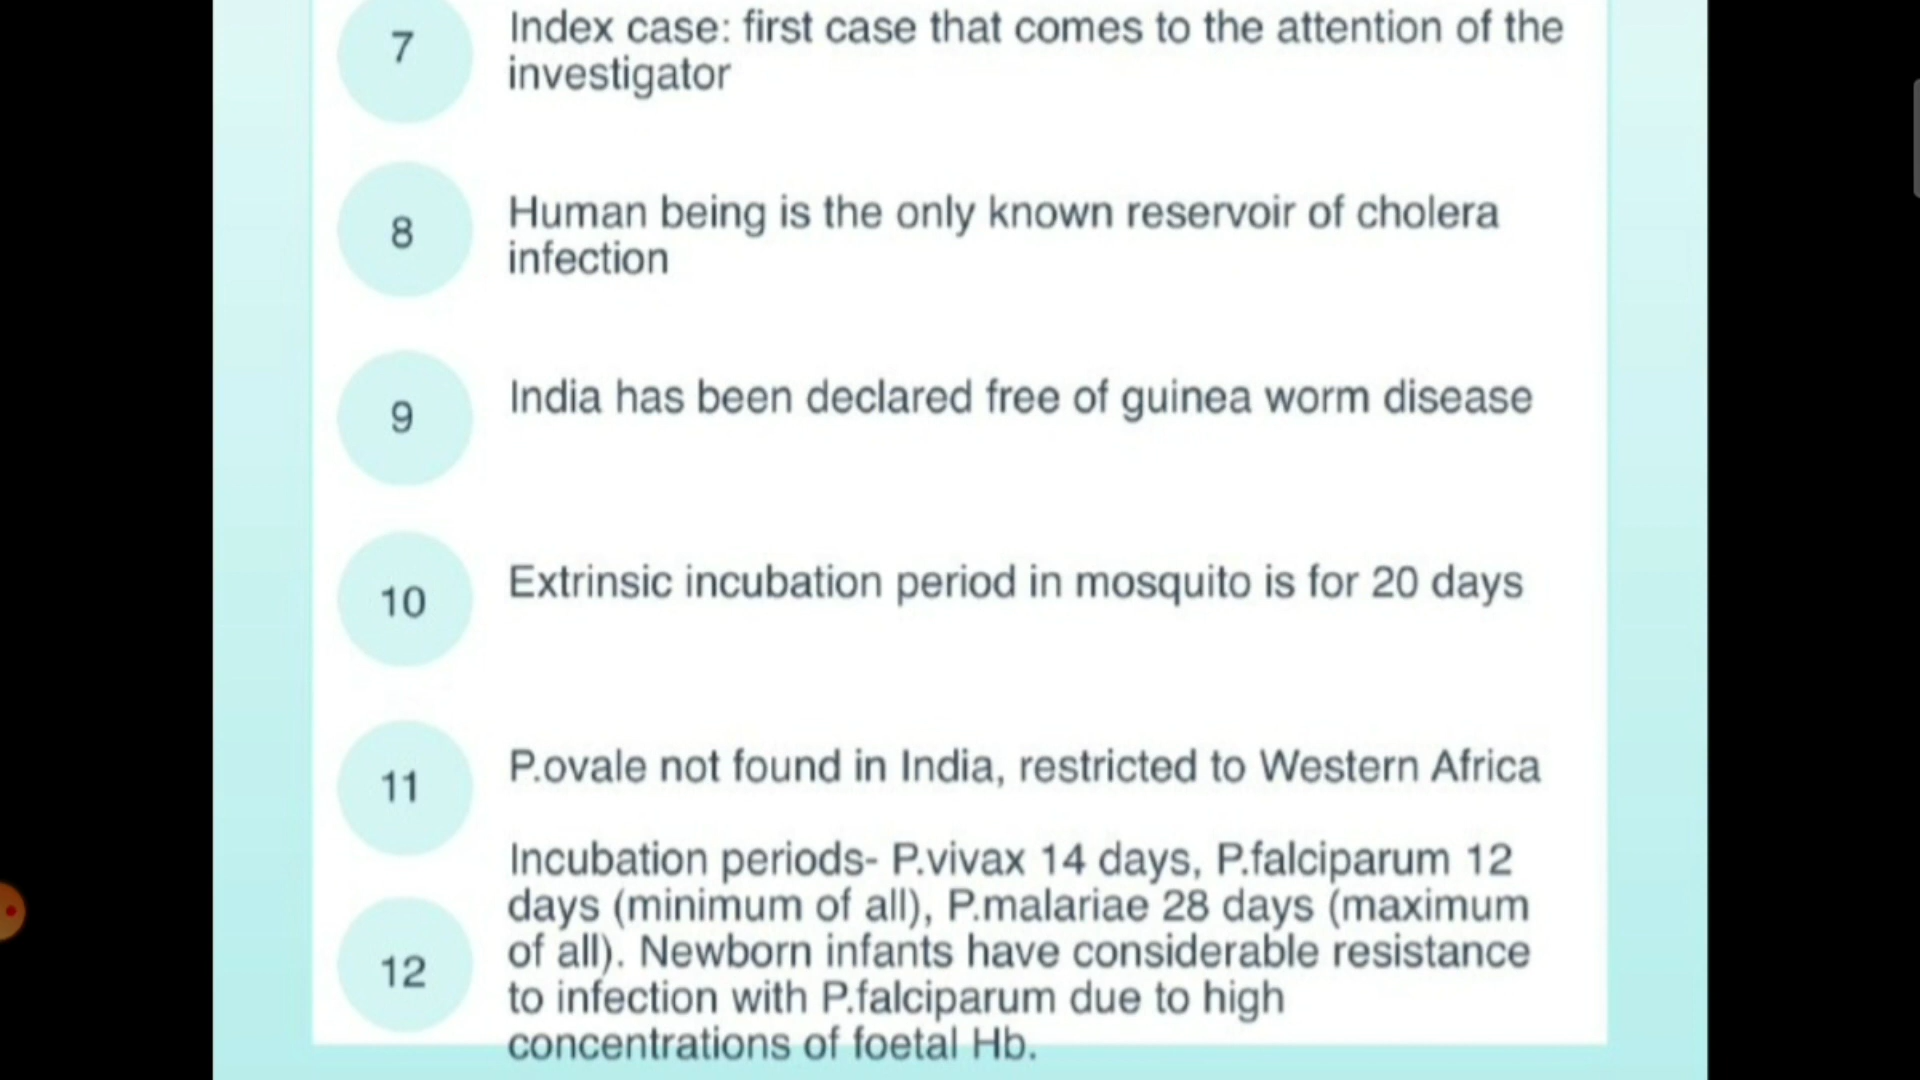 7
Index case: first case that comes to the attention of the
investigator
8
Human being is the only known reservoir of cholera
infection
9
India has been declared free of guinea worm disease
10
Extrinsic incubation period in mosquito is for 20 days
11
P.ovale not found in India, restricted to Western Africa
12
Incubation periods- P.vivax 14 days, P.falciparum 12
days (minimum of all), P.malariae 28 days (maximum
of all). Newborn infants have considerable resistance
to infection with P.falciparum due to high
concentrations of foetal Hb.